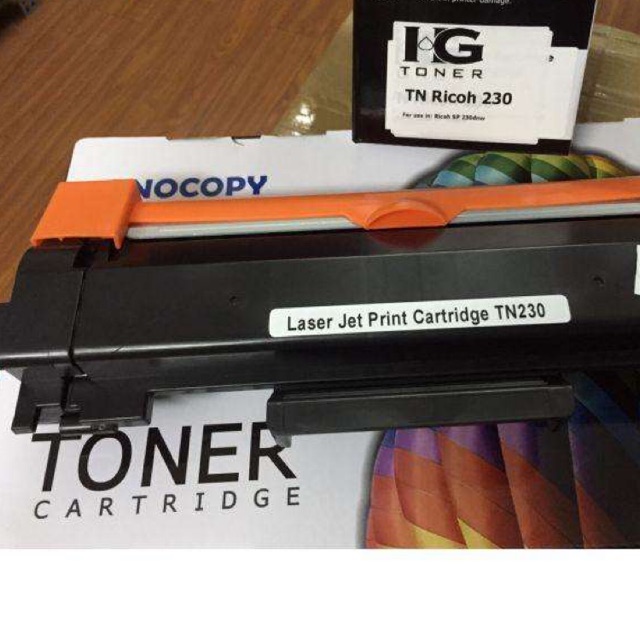 HG
TONER
TN Ricoh 230
For use in: Ricoh SP 230dnw
NOCOPY
Laser Jet Print Cartridge TN230
TONER
CARTRIDGE